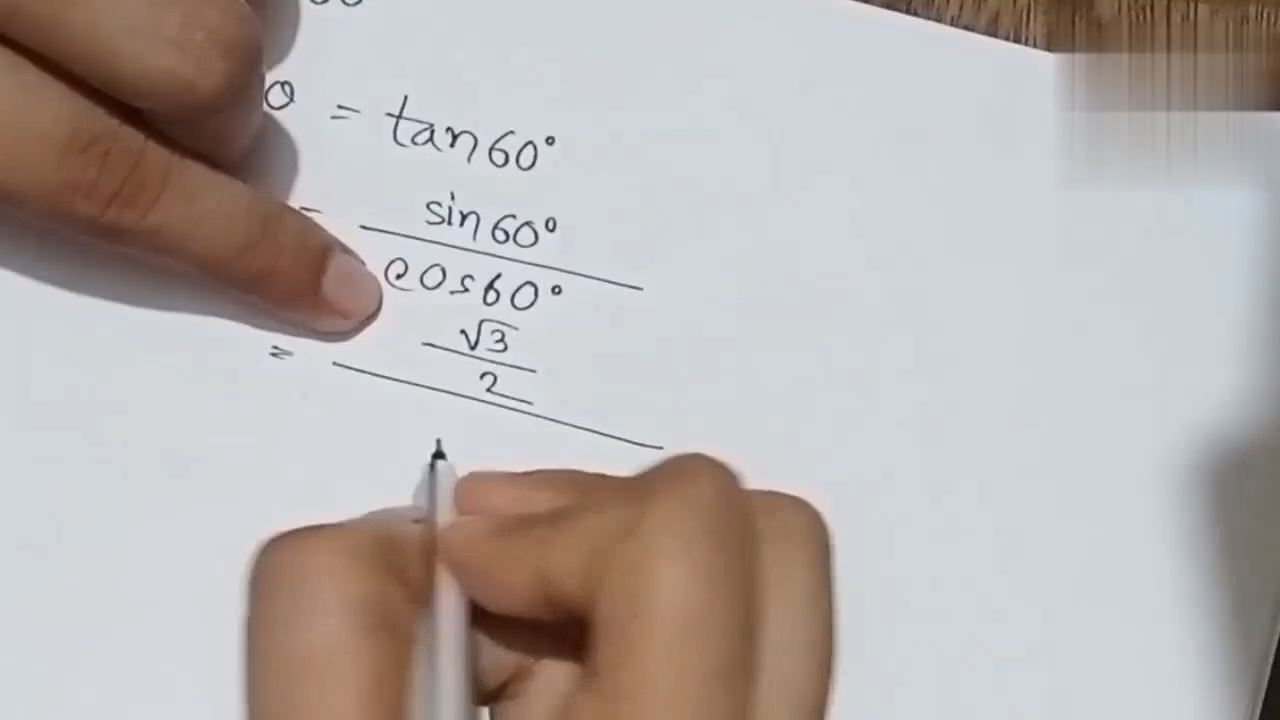 θ = tan60°
= sin60°
cos60°
= √3
2